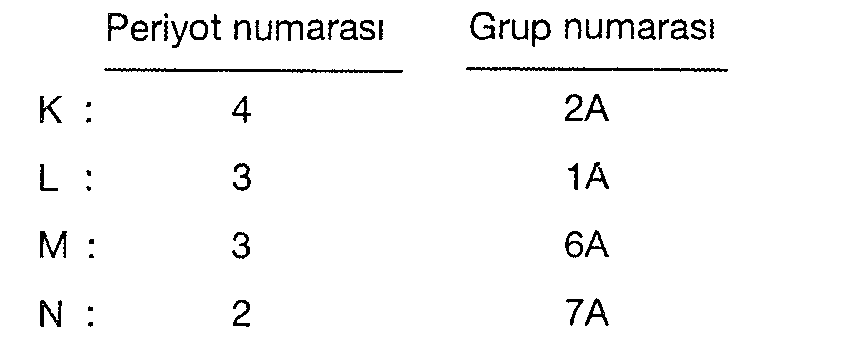 Periyot numarası Grup numarası
K : 4 2A
L : 3 1A
M : 3 6A
N : 2 7A